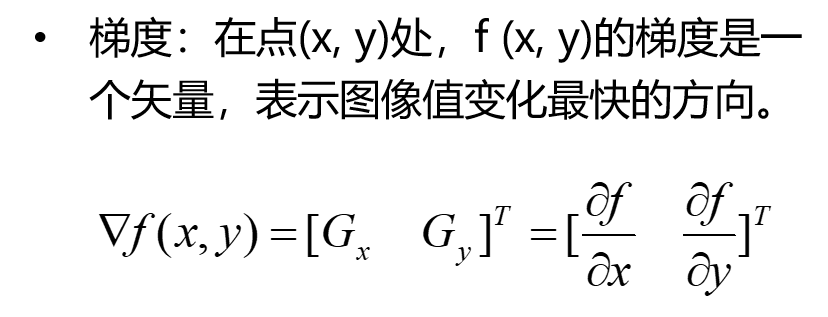 • 梯度：在点(x, y)处，f (x, y)的梯度是一
个矢量，表示图像值变化最快的方向。
∇f(x, y) = [G_x  G_y]^T = [∂f/∂x  ∂f/∂y]^T